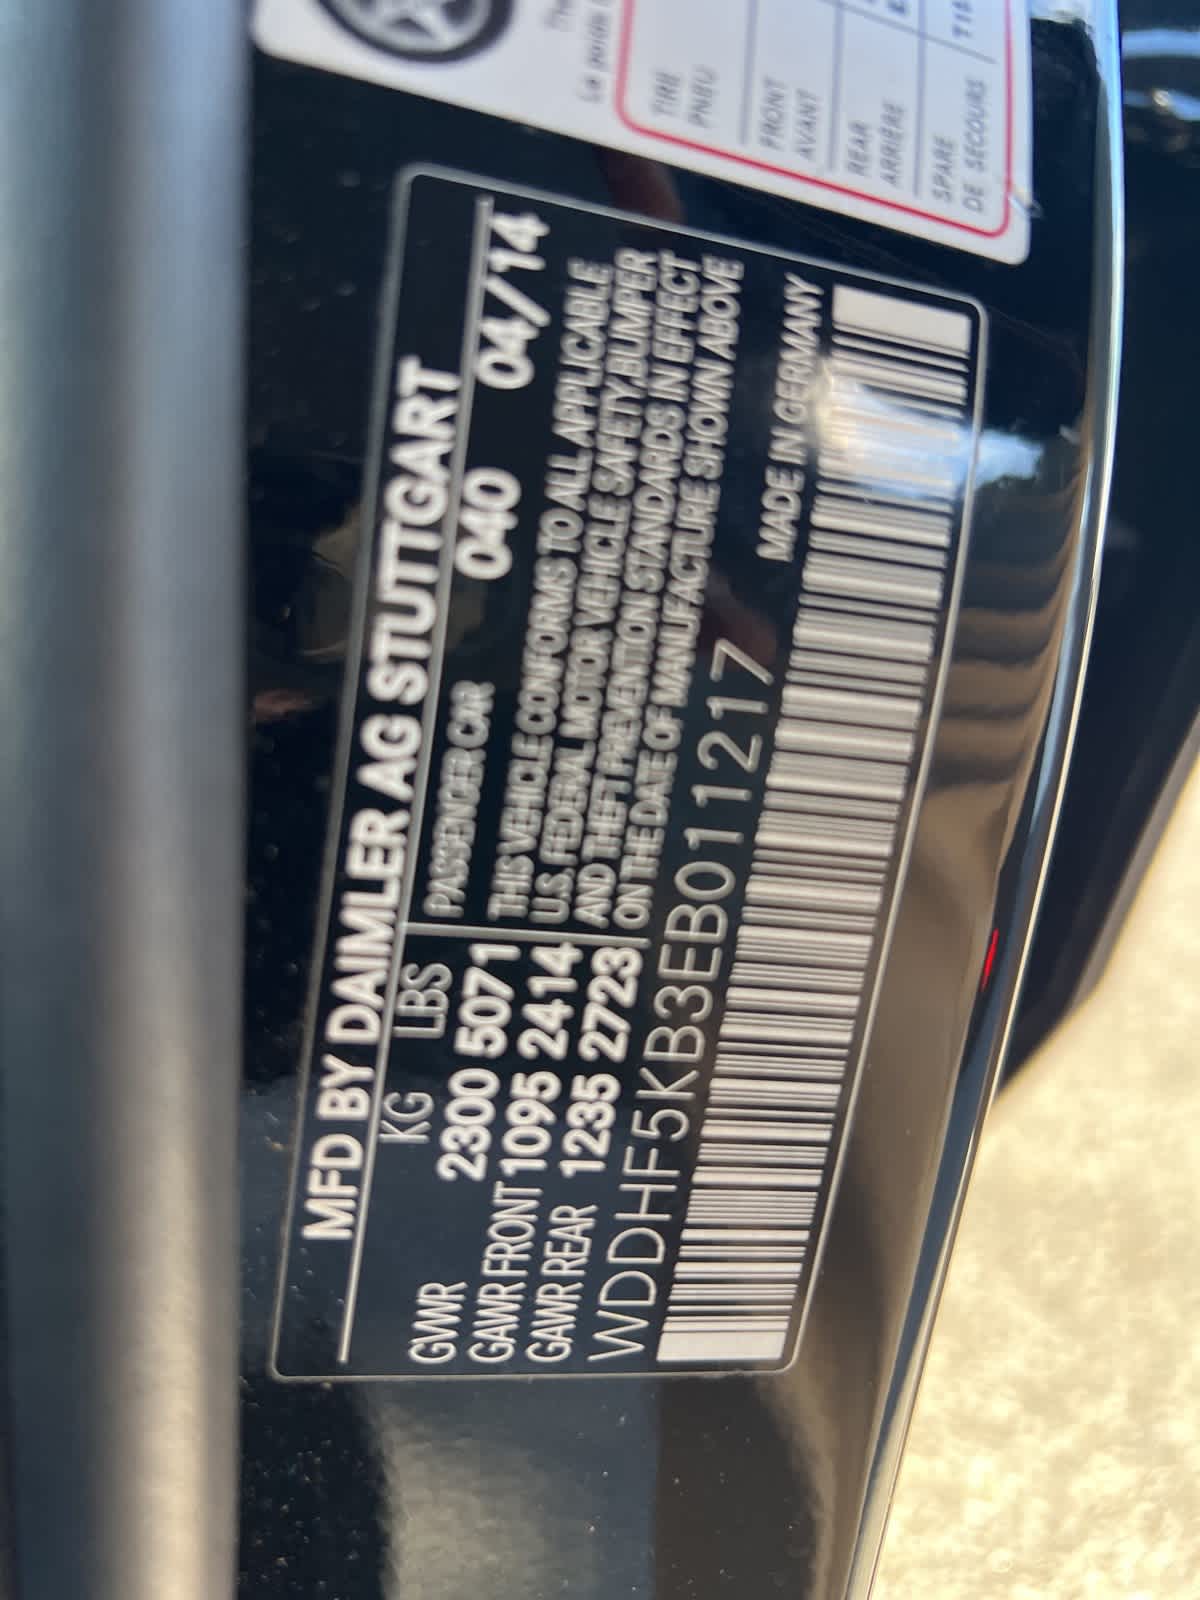 MFD BY DAIMLER AG STUTTGART
KG LBS
GVWR 2300 5071
GAWR FRONT 1095 2414
GAWR REAR 1235 2723
040 04/14
PASSENGER CAR
THIS VEHICLE CONFORMS TO ALL APPLICABLE
U.S. FEDERAL MOTOR VEHICLE SAFETY, BUMPER
AND THEFT PREVENTION STANDARDS IN EFFECT
ON THE DATE OF MANUFACTURE SHOWN ABOVE
WDDHF5KB3EB011217
MADE IN GERMANY
The
La
TIRE
PNEU
FRONT
AVANT
REAR
ARRIÈRE
SPARE
DE SECOURS